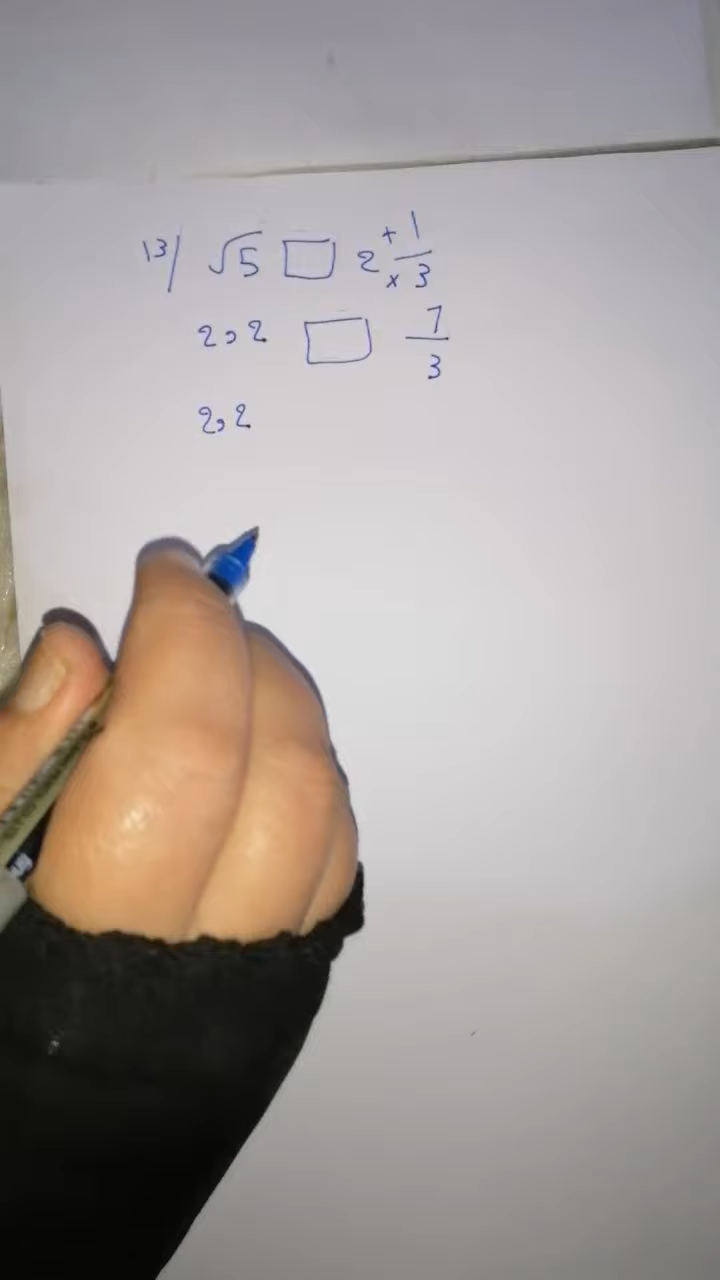 13/ √5 □ 2 + 1/× 3
2,2 □ 7/3
2,2